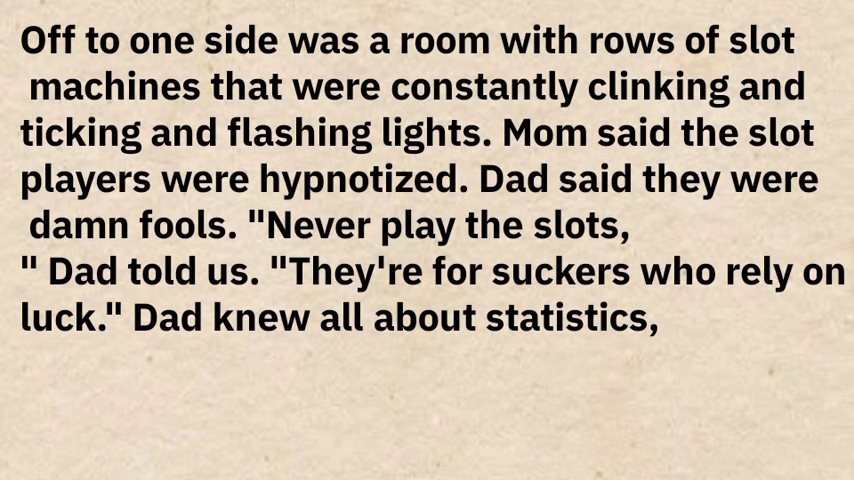 Off to one side was a room with rows of slot
machines that were constantly clinking and
ticking and flashing lights. Mom said the slot
players were hypnotized. Dad said they were
damn fools. "Never play the slots,
" Dad told us. "They're for suckers who rely on
luck." Dad knew all about statistics,